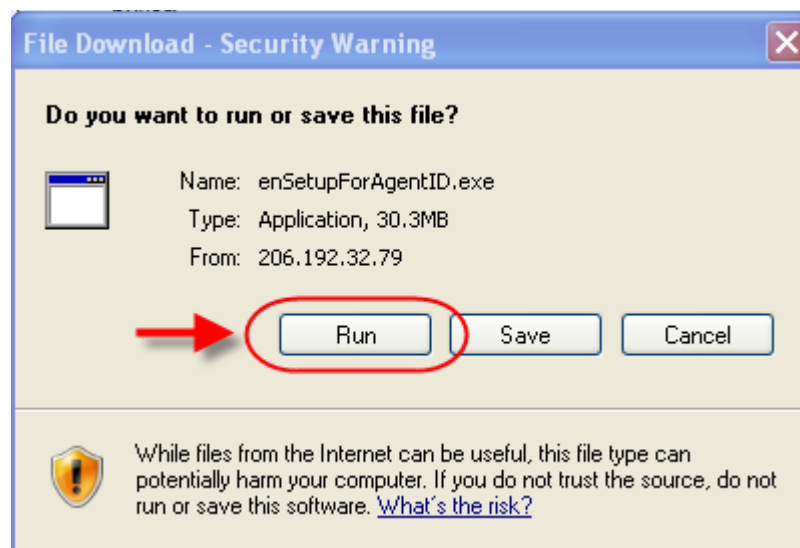 File Download - Security Warning
Do you want to run or save this file?
Name: enSetupForAgentID.exe
Type: Application, 30.3MB
From: 206.192.32.79
Run Save Cancel
While files from the Internet can be useful, this file type can
potentially harm your computer. If you do not trust the source, do not
run or save this software. What's the risk?